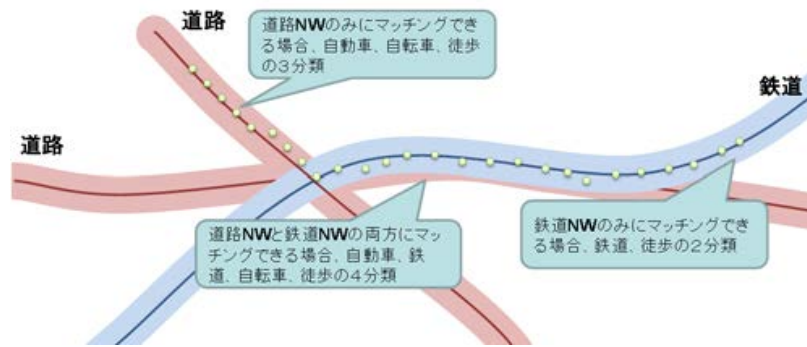 道路
道路NWのみにマッチングでき
る場合、自動車、自転車、徒歩
の3分類
鉄道
道路
道路NWと鉄道NWの両方にマッ
チングできる場合、自動車、鉄
道、自転車、徒歩の4分類
鉄道NWのみにマッチングでき
る場合、鉄道、徒歩の2分類